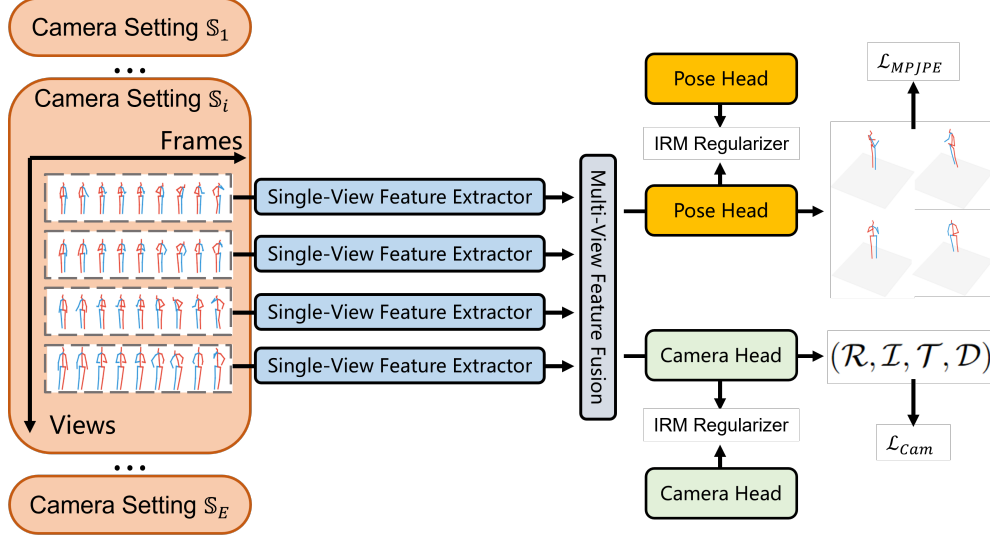 Camera Setting 𝕊₁
...
Camera Setting 𝕊ᵢ
Frames
Views
...
Camera Setting 𝕊_E
Single-View Feature Extractor
Single-View Feature Extractor
Single-View Feature Extractor
Single-View Feature Extractor
Multi-View Feature Fusion
Pose Head
IRM Regularizer
Pose Head
ℒ_MPJPE
Camera Head
IRM Regularizer
Camera Head
(ℛ, ℐ, 𝒯, 𝒟)
ℒ_Cam